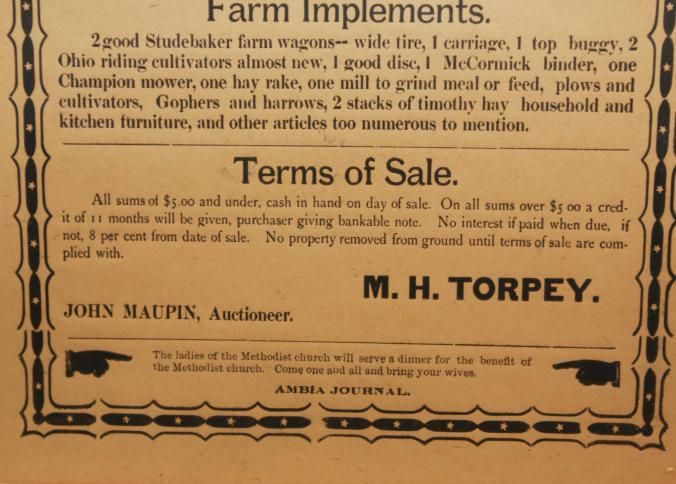 Farm Implements.
2 good Studebaker farm wagons-- wide tire, 1 carriage, 1 top buggy, 2
Ohio riding cultivators almost new, 1 good disc, 1 McCormick binder, one
Champion mower, one hay rake, one mill to grind meal or feed, plows and
cultivators, Gophers and harrows, 2 stacks of timothy hay household and
kitchen furniture, and other articles too numerous to mention.
Terms of Sale.
All sums of $5.00 and under, cash in hand on day of sale. On all sums over $5 00 a cred-
it of 11 months will be given, purchaser giving bankable note. No interest if paid when due, if
not, 8 per cent from date of sale. No property removed from ground until terms of sale are com-
plied with.
M. H. TORPEY.
JOHN MAUPIN, Auctioneer.
The ladies of the Methodist church will serve a dinner for the benefit of
the Methodist church. Come one and all and bring your wives.
AMBIA JOURNAL.